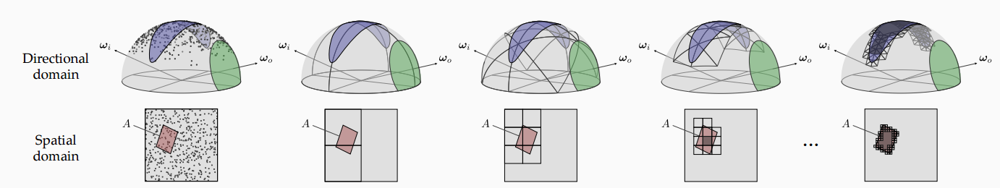 ωi ωo ωi ωo ωi ωo ωi ωo ωi ωo
Directional
domain
A A A A A
Spatial
domain
...